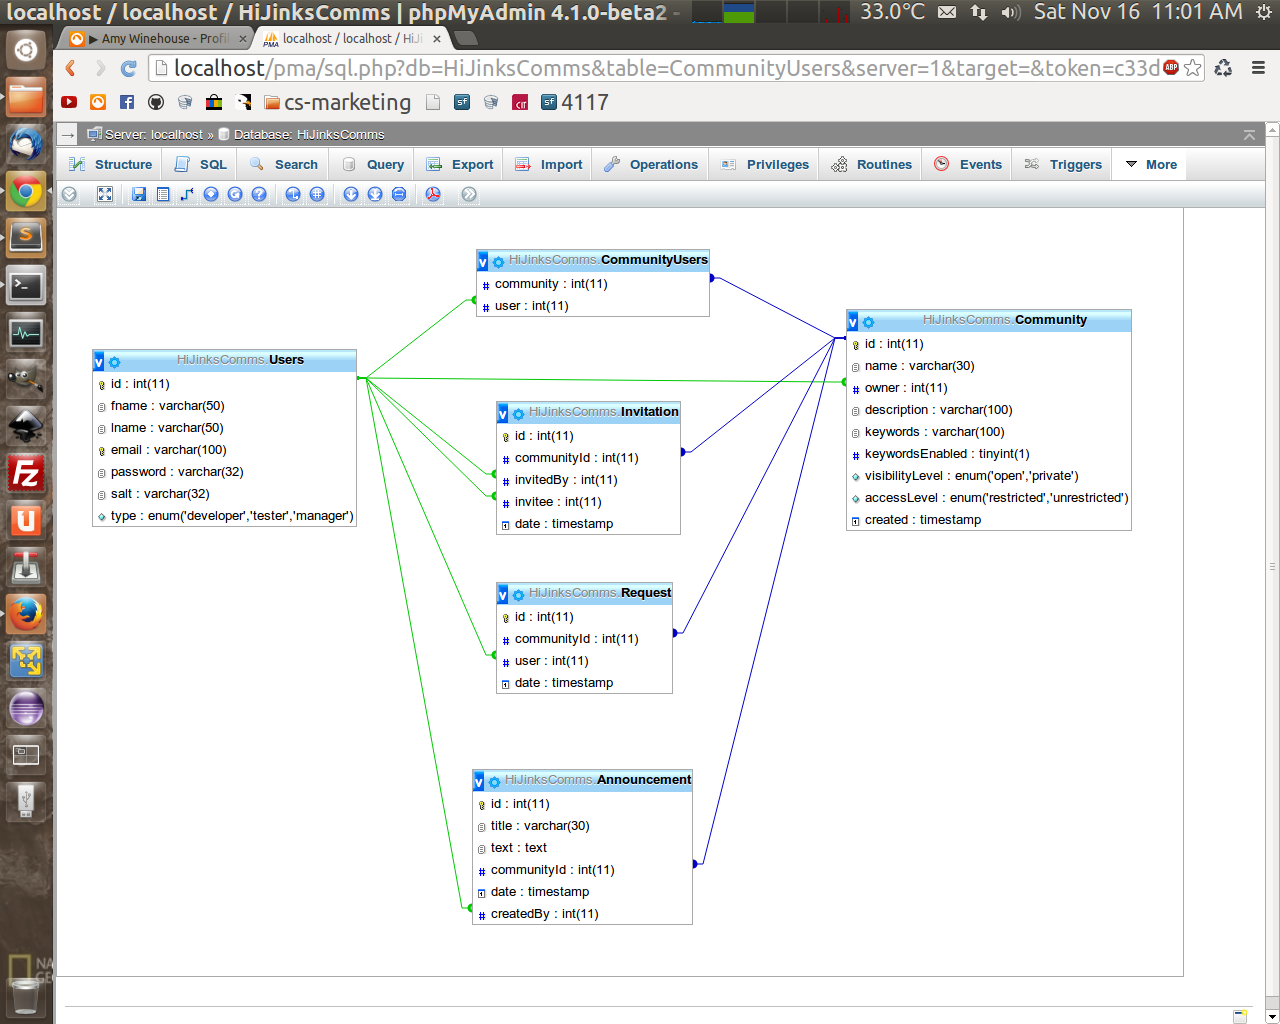 localhost / localhost / HiJinksComms | phpMyAdmin 4.1.0-beta2 -
33.0°C
Sat Nov 16 11:01 AM
▶ Amy Winehouse - Profil
localhost / localhost / HiJi
localhost/pma/sql.php?db=HiJinksComms&table=CommunityUsers&server=1&target=&token=c33d
ABP
cs-marketing
sf
cit
sf 4117
Server: localhost » Database: HiJinksComms
Structure
SQL
Search
Query
Export
Import
Operations
Privileges
Routines
Events
Triggers
More
HiJinksComms.CommunityUsers
community : int(11)
user : int(11)
HiJinksComms.Community
id : int(11)
name : varchar(30)
owner : int(11)
description : varchar(100)
keywords : varchar(100)
keywordsEnabled : tinyint(1)
visibilityLevel : enum('open','private')
accessLevel : enum('restricted','unrestricted')
created : timestamp
HiJinksComms.Users
id : int(11)
fname : varchar(50)
lname : varchar(50)
email : varchar(100)
password : varchar(32)
salt : varchar(32)
type : enum('developer','tester','manager')
HiJinksComms.Invitation
id : int(11)
communityId : int(11)
invitedBy : int(11)
invitee : int(11)
date : timestamp
HiJinksComms.Request
id : int(11)
communityId : int(11)
user : int(11)
date : timestamp
HiJinksComms.Announcement
id : int(11)
title : varchar(30)
text : text
communityId : int(11)
date : timestamp
createdBy : int(11)